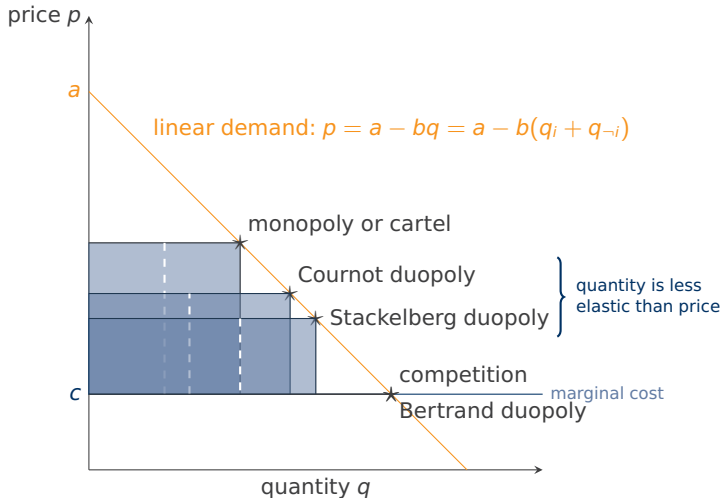 price p
a
linear demand: p = a − bq = a − b(qᵢ + q¬ᵢ)
monopoly or cartel
Cournot duopoly
quantity is less
elastic than price
Stackelberg duopoly
competition
c
marginal cost
Bertrand duopoly
quantity q